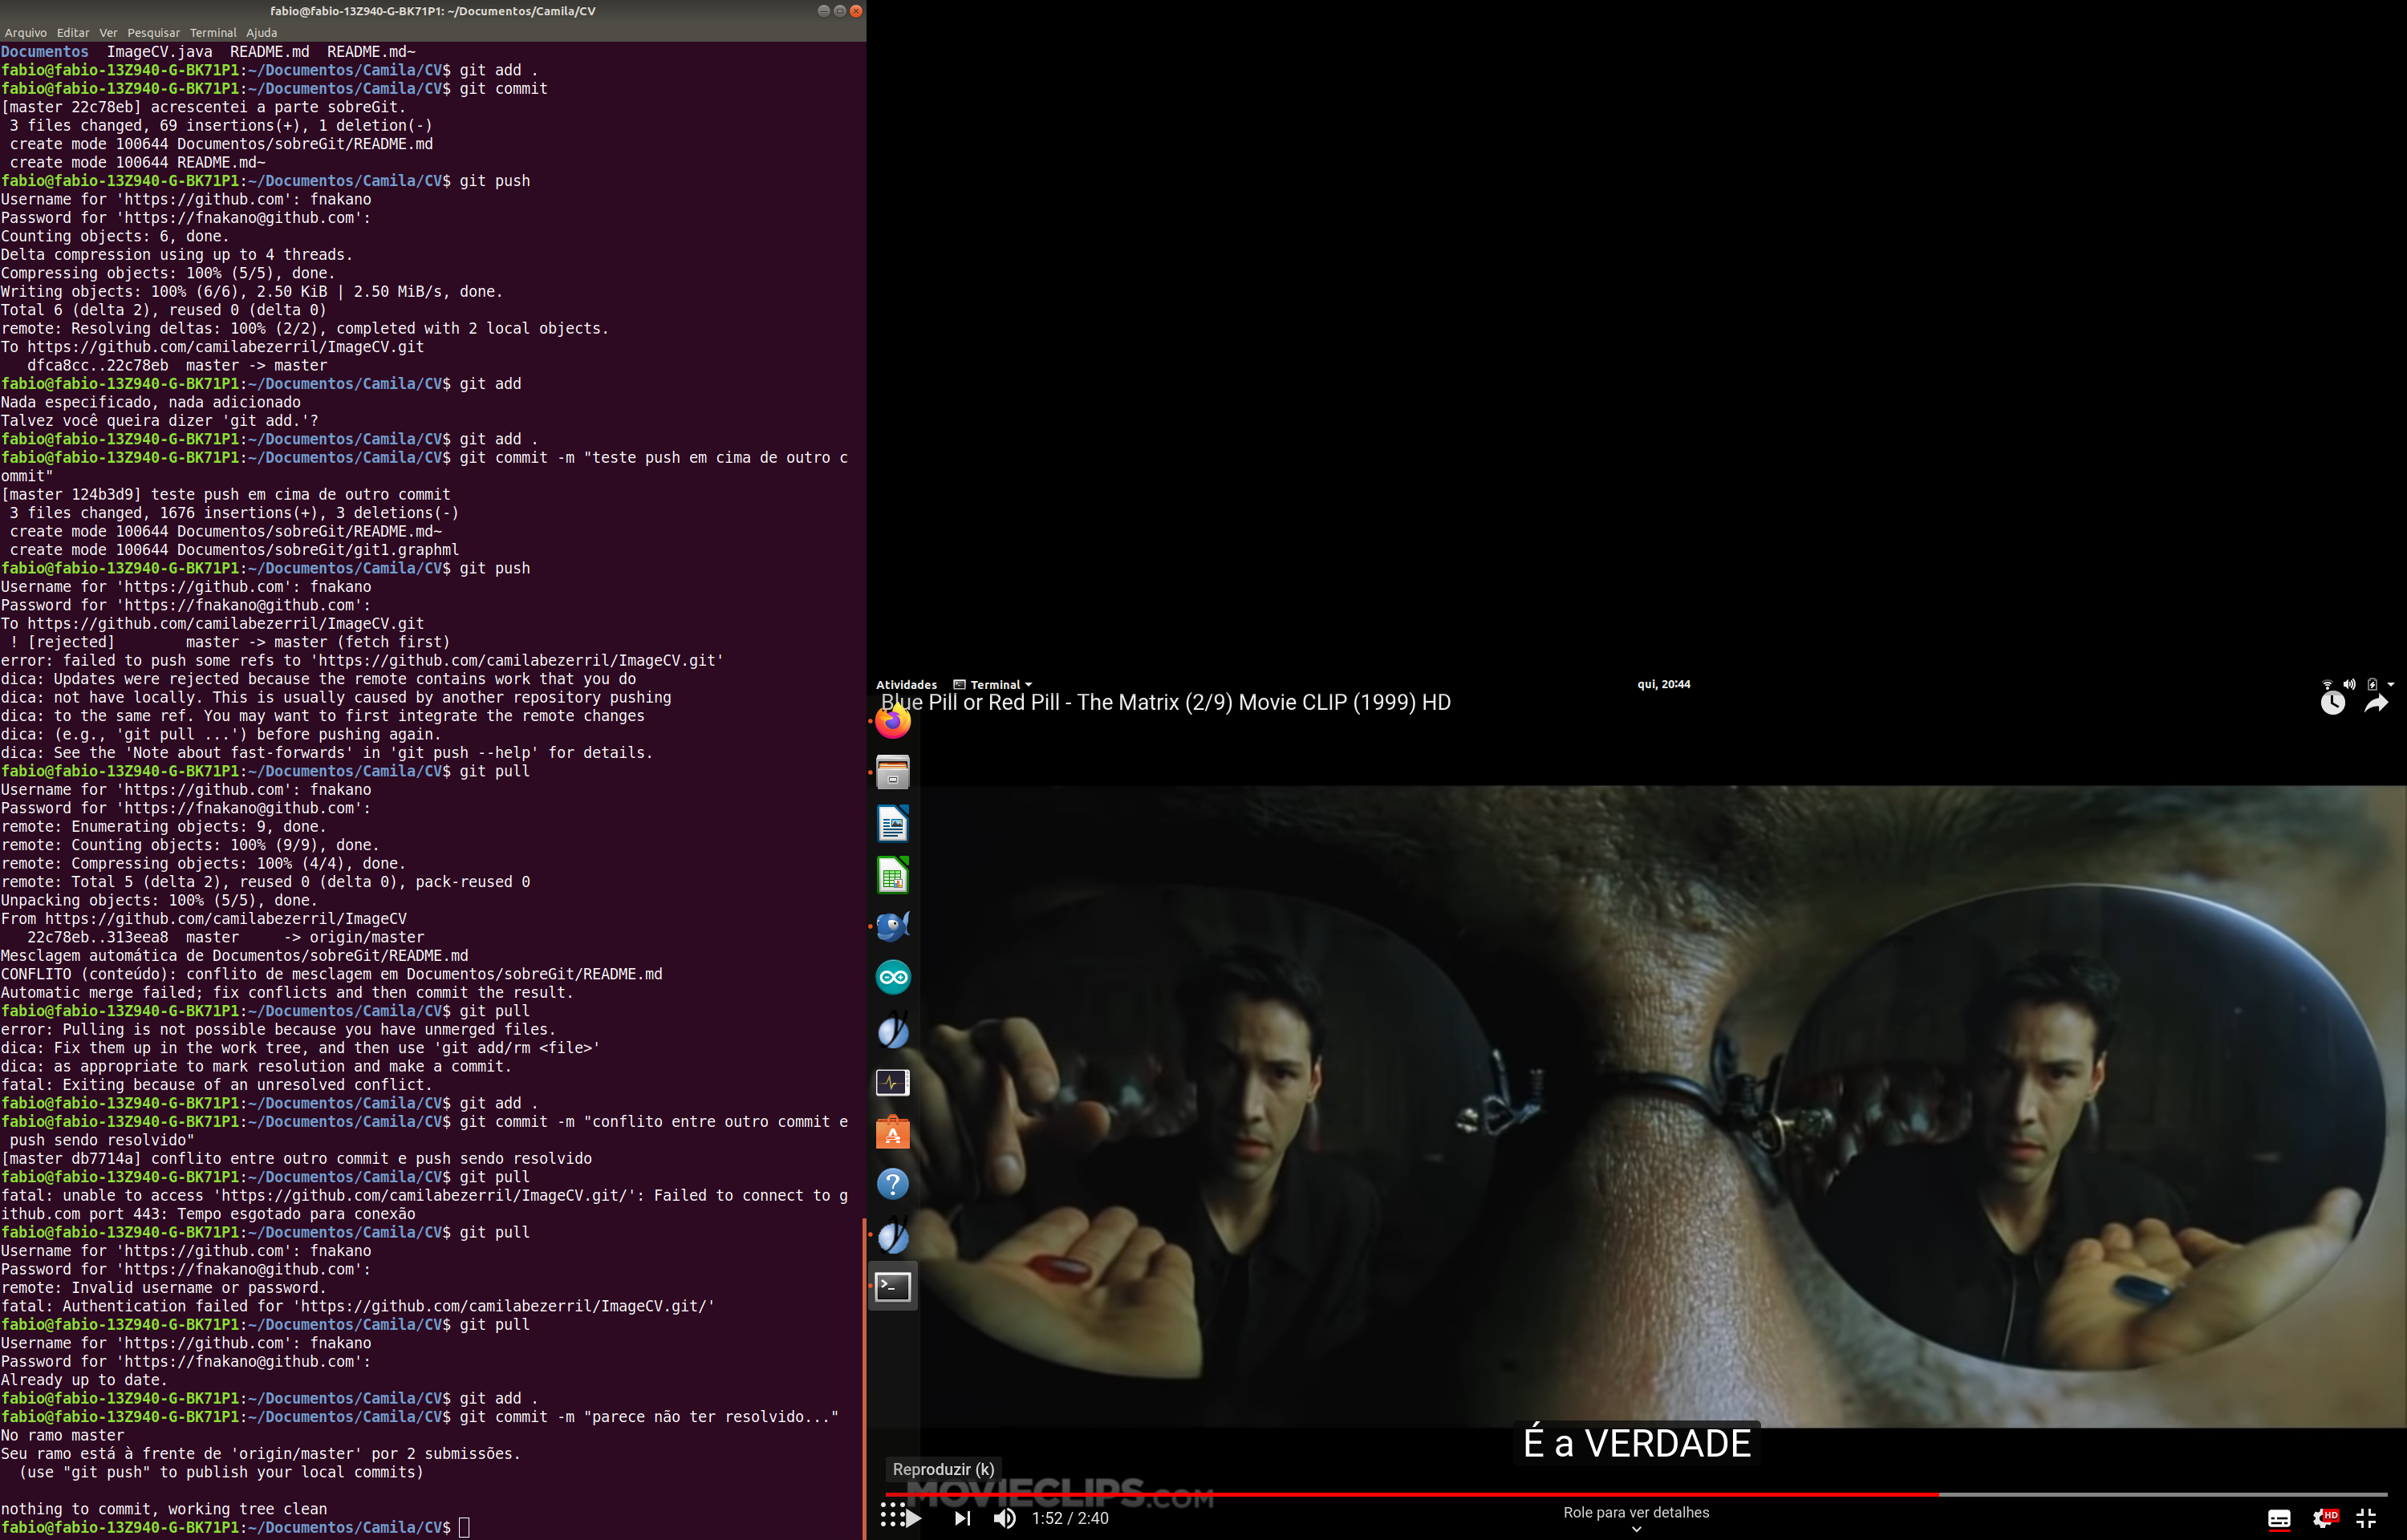 fabio@fabio-13Z940-G-BK71P1: ~/Documentos/Camila/CV
Arquivo Editar Ver Pesquisar Terminal Ajuda
Documentos  ImageCV.java  README.md  README.md~
fabio@fabio-13Z940-G-BK71P1:~/Documentos/Camila/CV$ git add .
fabio@fabio-13Z940-G-BK71P1:~/Documentos/Camila/CV$ git commit
[master 22c78eb] acrescentei a parte sobreGit.
 3 files changed, 69 insertions(+), 1 deletion(-)
 create mode 100644 Documentos/sobreGit/README.md
 create mode 100644 README.md~
fabio@fabio-13Z940-G-BK71P1:~/Documentos/Camila/CV$ git push
Username for 'https://github.com': fnakano
Password for 'https://fnakano@github.com':
Counting objects: 6, done.
Delta compression using up to 4 threads.
Compressing objects: 100% (5/5), done.
Writing objects: 100% (6/6), 2.50 KiB | 2.50 MiB/s, done.
Total 6 (delta 2), reused 0 (delta 0)
remote: Resolving deltas: 100% (2/2), completed with 2 local objects.
To https://github.com/camilabezerril/ImageCV.git
   dfca8cc..22c78eb  master -> master
fabio@fabio-13Z940-G-BK71P1:~/Documentos/Camila/CV$ git add
Nada especificado, nada adicionado
Talvez você queira dizer 'git add.'?
fabio@fabio-13Z940-G-BK71P1:~/Documentos/Camila/CV$ git add .
fabio@fabio-13Z940-G-BK71P1:~/Documentos/Camila/CV$ git commit -m "teste push em cima de outro c
ommit"
[master 124b3d9] teste push em cima de outro commit
 3 files changed, 1676 insertions(+), 3 deletions(-)
 create mode 100644 Documentos/sobreGit/README.md~
 create mode 100644 Documentos/sobreGit/git1.graphml
fabio@fabio-13Z940-G-BK71P1:~/Documentos/Camila/CV$ git push
Username for 'https://github.com': fnakano
Password for 'https://fnakano@github.com':
To https://github.com/camilabezerril/ImageCV.git
 ! [rejected]        master -> master (fetch first)
error: failed to push some refs to 'https://github.com/camilabezerril/ImageCV.git'
dica: Updates were rejected because the remote contains work that you do
dica: not have locally. This is usually caused by another repository pushing
dica: to the same ref. You may want to first integrate the remote changes
dica: (e.g., 'git pull ...') before pushing again.
dica: See the 'Note about fast-forwards' in 'git push --help' for details.
fabio@fabio-13Z940-G-BK71P1:~/Documentos/Camila/CV$ git pull
Username for 'https://github.com': fnakano
Password for 'https://fnakano@github.com':
remote: Enumerating objects: 9, done.
remote: Counting objects: 100% (9/9), done.
remote: Compressing objects: 100% (4/4), done.
remote: Total 5 (delta 2), reused 0 (delta 0), pack-reused 0
Unpacking objects: 100% (5/5), done.
From https://github.com/camilabezerril/ImageCV
   22c78eb..313eea8  master     -> origin/master
Mesclagem automática de Documentos/sobreGit/README.md
CONFLITO (conteúdo): conflito de mesclagem em Documentos/sobreGit/README.md
Automatic merge failed; fix conflicts and then commit the result.
fabio@fabio-13Z940-G-BK71P1:~/Documentos/Camila/CV$ git pull
error: Pulling is not possible because you have unmerged files.
dica: Fix them up in the work tree, and then use 'git add/rm <file>'
dica: as appropriate to mark resolution and make a commit.
fatal: Exiting because of an unresolved conflict.
fabio@fabio-13Z940-G-BK71P1:~/Documentos/Camila/CV$ git add .
fabio@fabio-13Z940-G-BK71P1:~/Documentos/Camila/CV$ git commit -m "conflito entre outro commit e
 push sendo resolvido"
[master db7714a] conflito entre outro commit e push sendo resolvido
fabio@fabio-13Z940-G-BK71P1:~/Documentos/Camila/CV$ git pull
fatal: unable to access 'https://github.com/camilabezerril/ImageCV.git/': Failed to connect to g
ithub.com port 443: Tempo esgotado para conexão
fabio@fabio-13Z940-G-BK71P1:~/Documentos/Camila/CV$ git pull
Username for 'https://github.com': fnakano
Password for 'https://fnakano@github.com':
remote: Invalid username or password.
fatal: Authentication failed for 'https://github.com/camilabezerril/ImageCV.git/'
fabio@fabio-13Z940-G-BK71P1:~/Documentos/Camila/CV$ git pull
Username for 'https://github.com': fnakano
Password for 'https://fnakano@github.com':
Already up to date.
fabio@fabio-13Z940-G-BK71P1:~/Documentos/Camila/CV$ git add .
fabio@fabio-13Z940-G-BK71P1:~/Documentos/Camila/CV$ git commit -m "parece não ter resolvido..."
No ramo master
Seu ramo está à frente de 'origin/master' por 2 submissões.
  (use "git push" to publish your local commits)
nothing to commit, working tree clean
fabio@fabio-13Z940-G-BK71P1:~/Documentos/Camila/CV$
Atividades Terminal qui, 20:44
Blue Pill or Red Pill - The Matrix (2/9) Movie CLIP (1999) HD
É a VERDADE
Reproduzir (k)
MOVIECLIPS.COM
1:52 / 2:40
Role para ver detalhes
HD